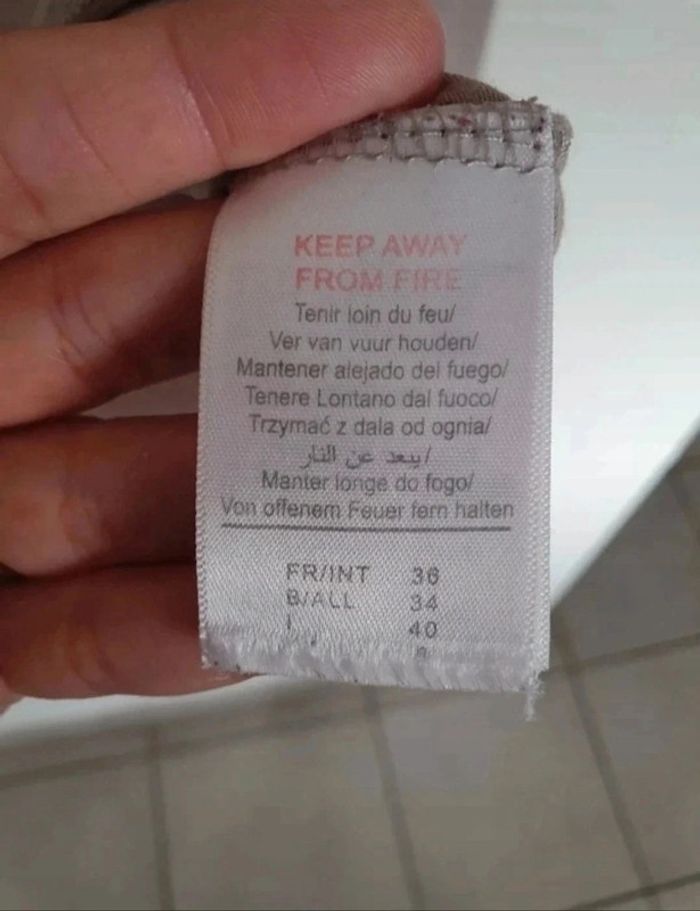 KEEP AWAY
FROM FIRE
Tenir loin du feu/
Ver van vuur houden/
Mantener alejado del fuego/
Tenere Lontano dal fuoco/
Trzymać z dala od ognia/
يبعد عن النار/
Manter longe do fogo/
Von offenem Feuer fern halten
FR/INT 36
B/ALL 34
I 40